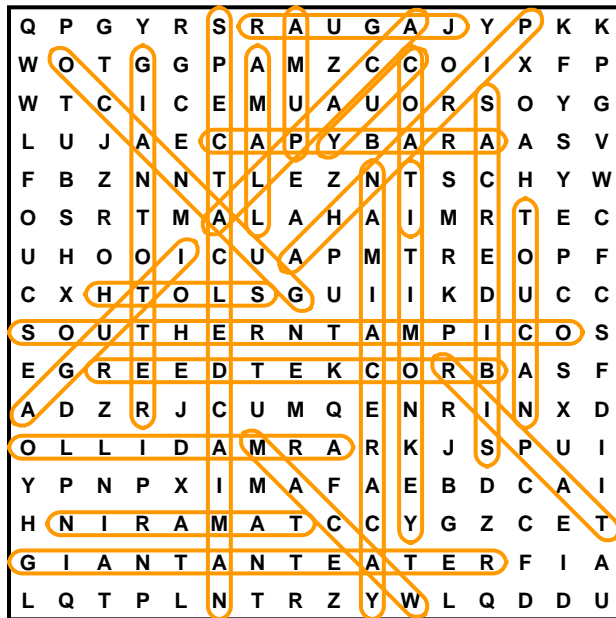 Q P G Y R S R A U G A J Y P K K
W O T G G P A M Z C C O I X F P
W T C I C E M U A U O R S O Y G
L U J A E C A P Y B A R A A S V
F B Z N N T L E Z N T S C H Y W
O S R T M A L A H A I M R T E C
U H O O I C U A P M T R E O P F
C X H T O L S G U I I K D U C C
S O U T H E R N T A M P I C O S
E G R E E D T E K C O R B A S F
A D Z R J C U M Q E N R I N X D
O L L I D A M R A R K J S P U I
Y P N P X I M A F A E B D C A I
H N I R A M A T C C Y G Z C E T
G I A N T A N T E A T E R F I A
L Q T P L N T R Z Y W L Q D D U